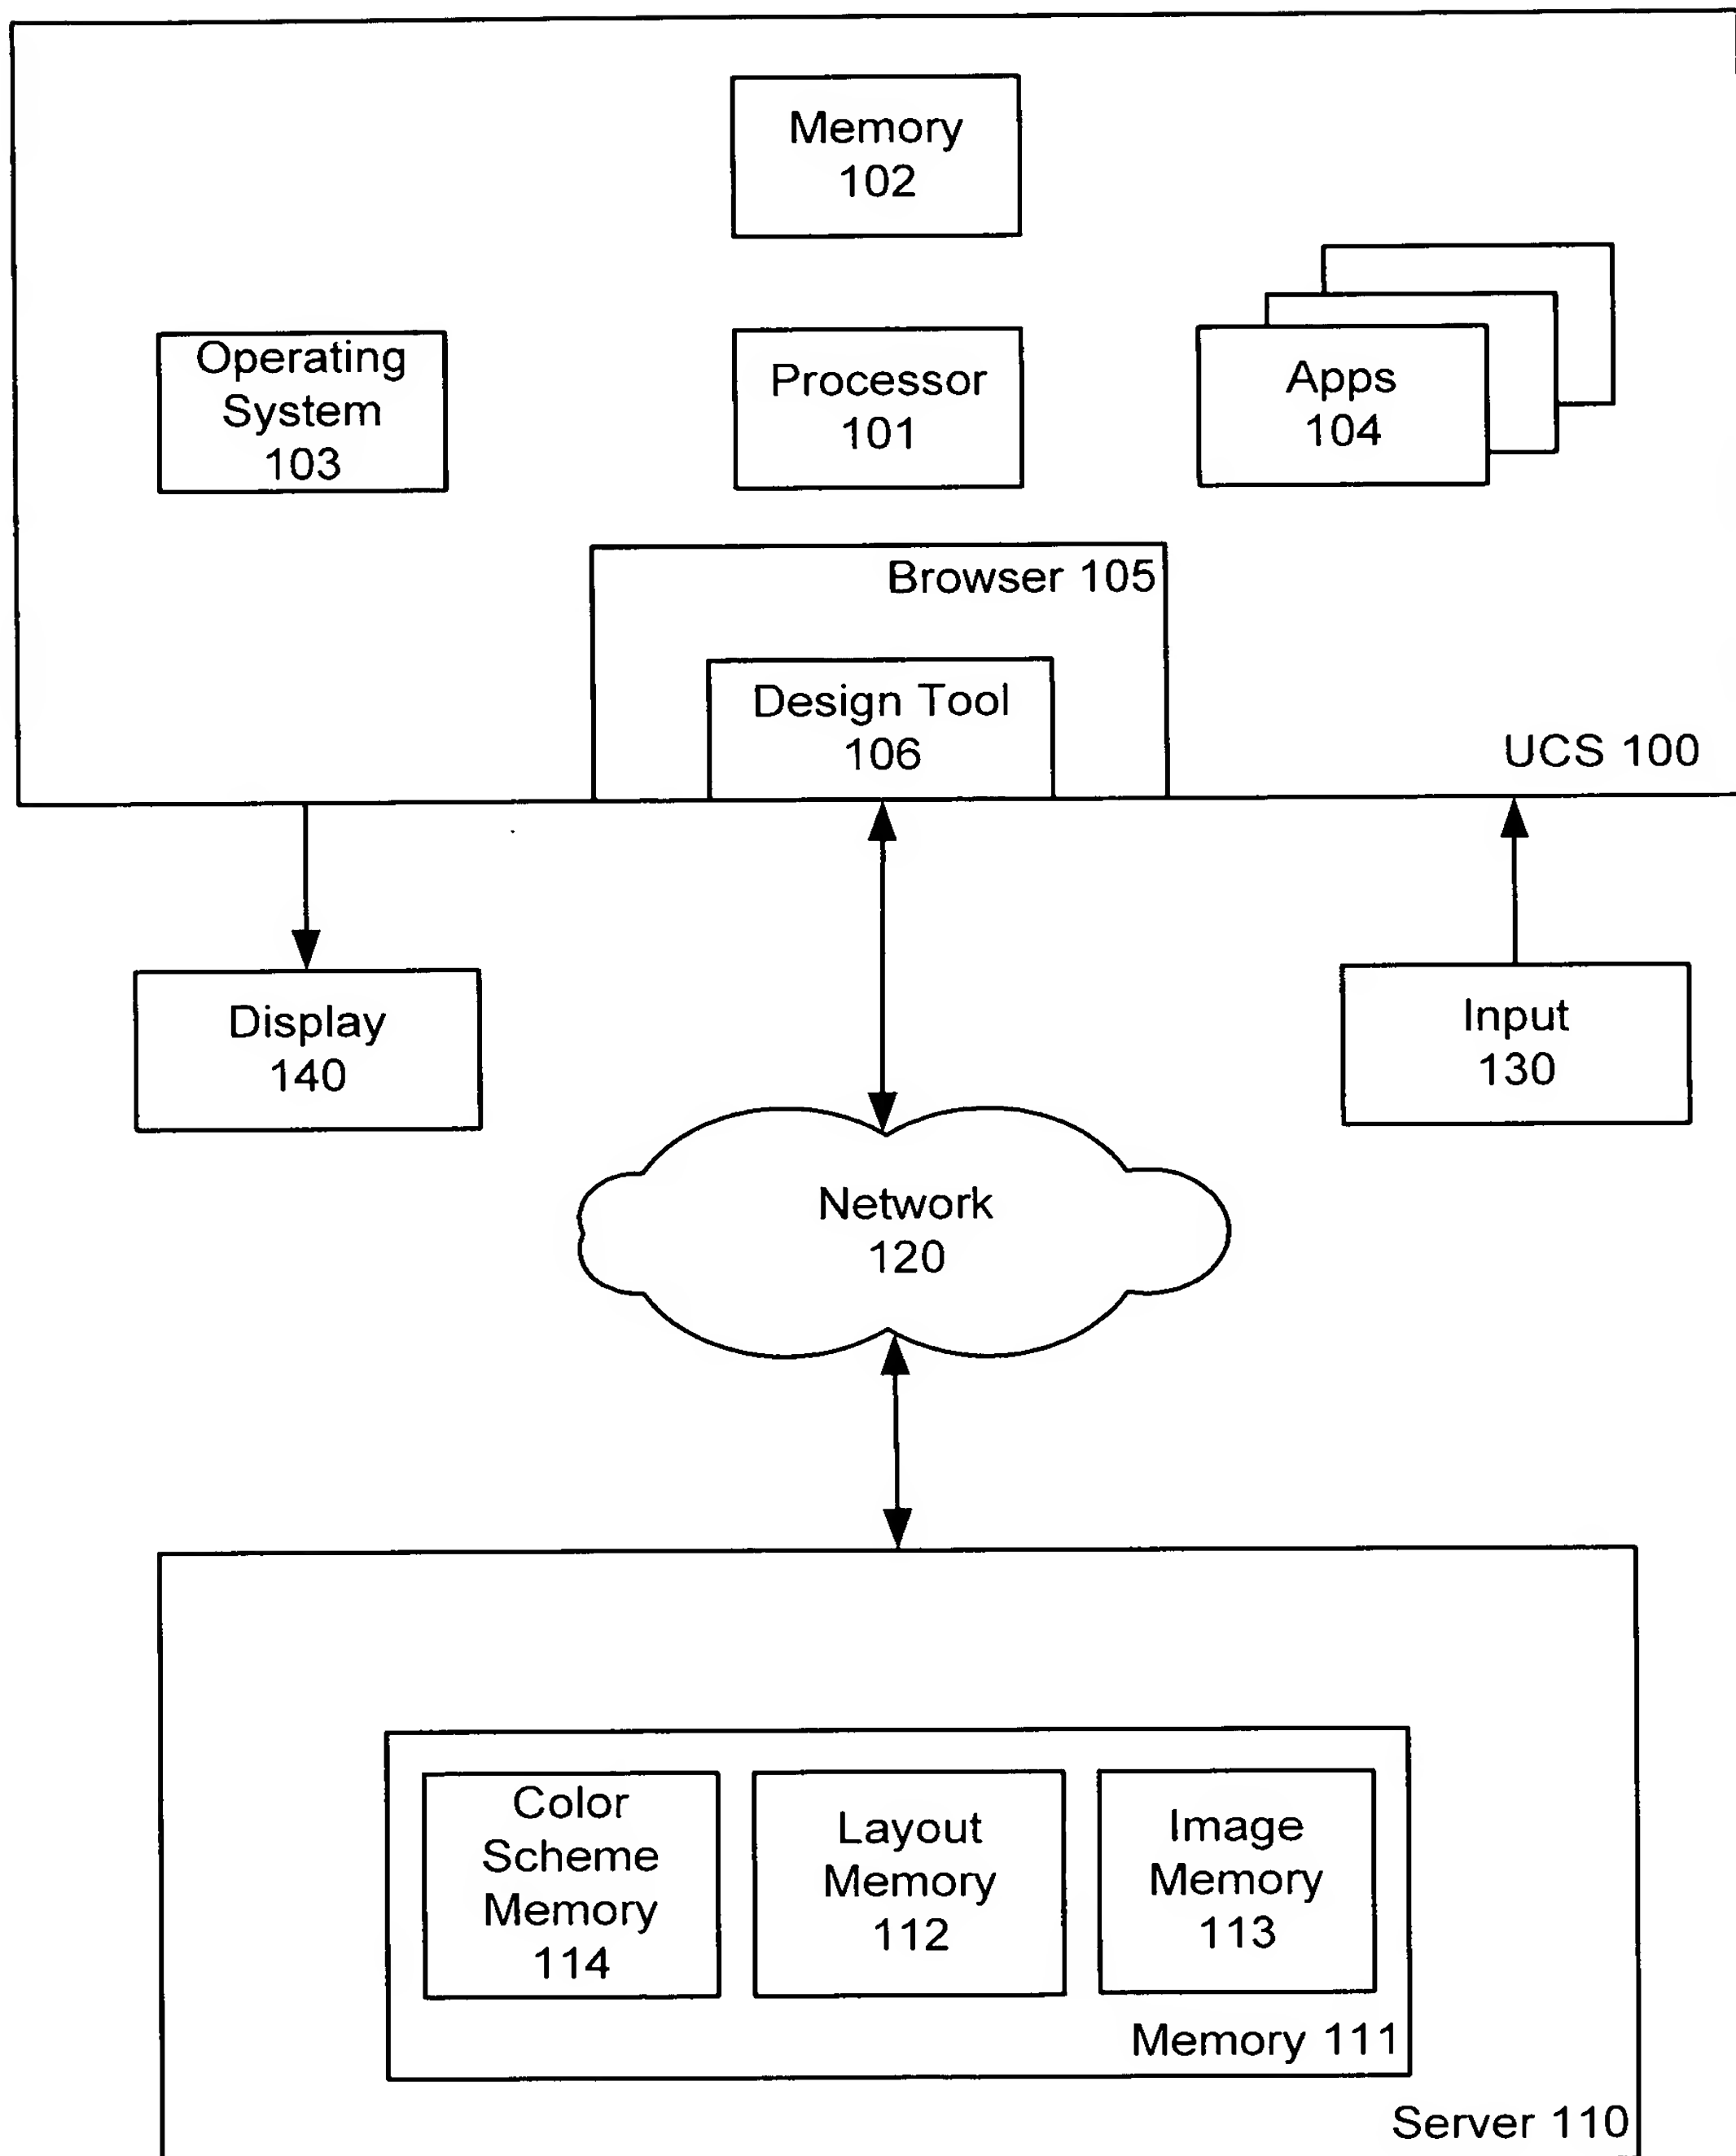 Memory
102
Operating
System
103
Processor
101
Apps
104
Browser 105
Design Tool
106
UCS 100
Display
140
Input
130
Network
120
Color
Scheme
Memory
114
Layout
Memory
112
Image
Memory
113
Memory 111
Server 110